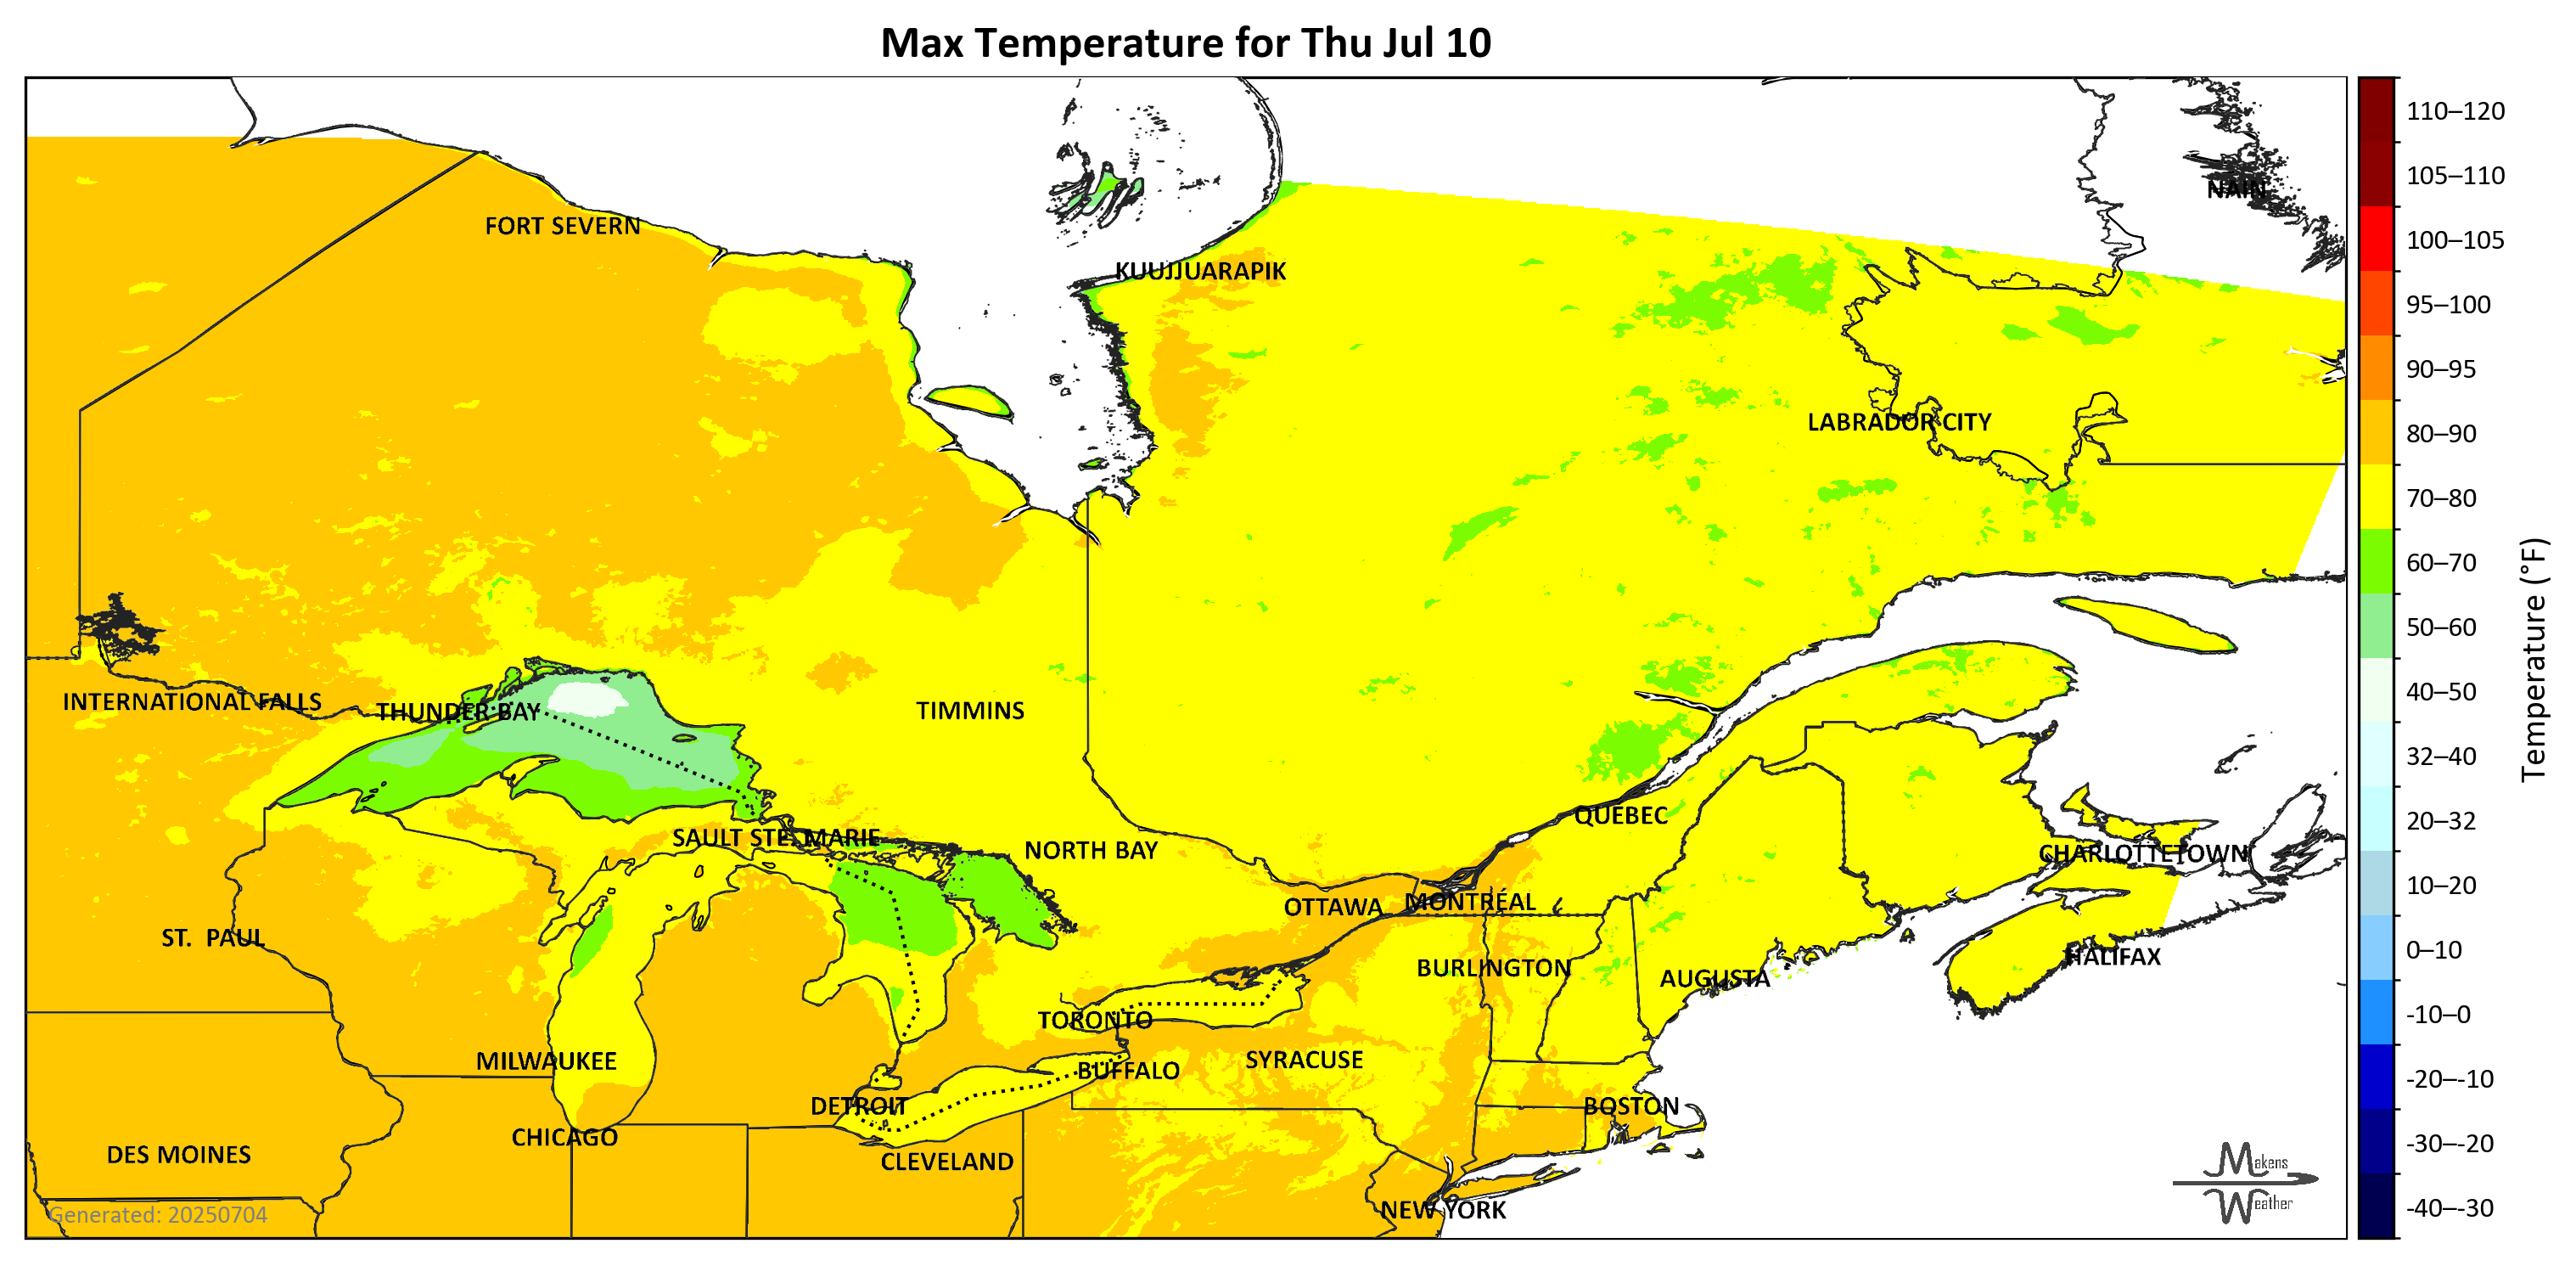 Max Temperature for Thu Jul 10
110–120
105–110
NAIN
FORT SEVERN
100–105
KUUJJUARAPIK
95–100
90–95
LABRADOR CITY
80–90
70–80
60–70
50–60
Temperature (°F)
40–50
INTERNATIONAL FALLS
THUNDER BAY
TIMMINS
32–40
QUEBEC
20–32
SAULT STE. MARIE
NORTH BAY
CHARLOTTETOWN
10–20
OTTAWA
MONTRÉAL
ST. PAUL
0–10
HALIFAX
BURLINGTON
AUGUSTA
-10–0
TORONTO
MILWAUKEE
SYRACUSE
BUFFALO
-20–-10
DETROIT
BOSTON
CHICAGO
-30–-20
DES MOINES
CLEVELAND
Makens
Weather
-40–-30
NEW YORK
Generated: 20250704